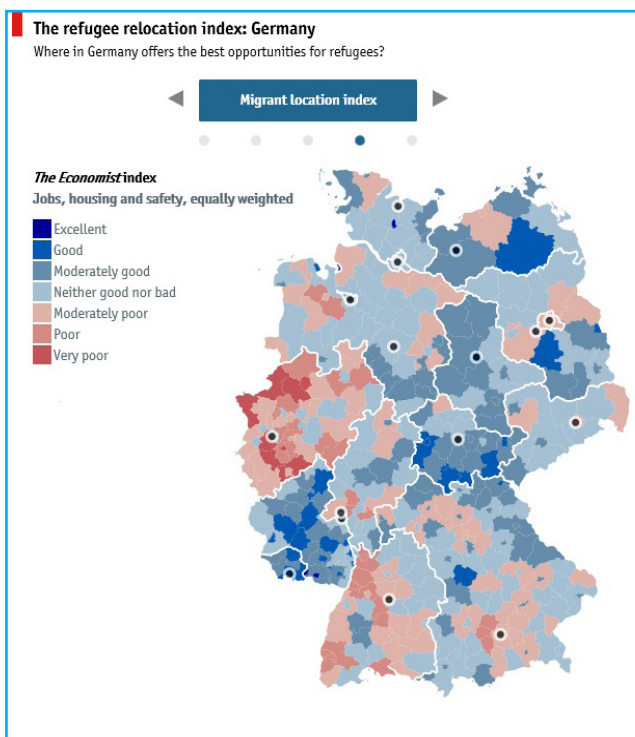 The refugee relocation index: Germany
Where in Germany offers the best opportunities for refugees?
Migrant location index
The Economist index
Jobs, housing and safety, equally weighted
Excellent
Good
Moderately good
Neither good nor bad
Moderately poor
Poor
Very poor